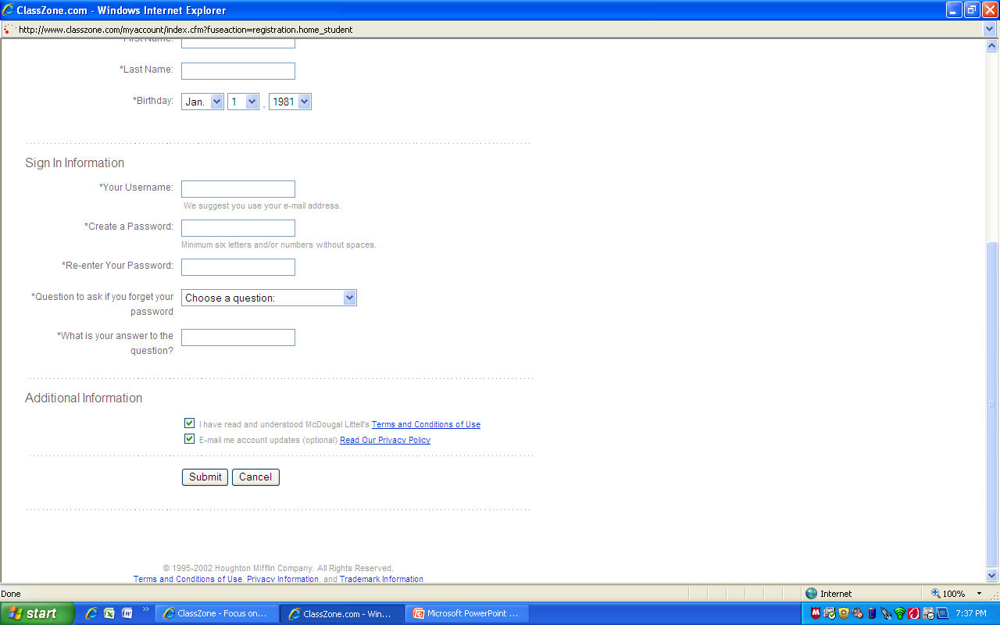 ClassZone.com - Windows Internet Explorer
http://www.classzone.com/myaccount/index.cfm?fuseaction=registration.home_student
*First Name:
*Last Name:
*Birthday: Jan. 1 , 1981
Sign In Information
*Your Username:
We suggest you use your e-mail address.
*Create a Password:
Minimum six letters and/or numbers without spaces.
*Re-enter Your Password:
*Question to ask if you forget your Choose a question:
password
*What is your answer to the
question?
Additional Information
I have read and understood McDougal Littell's Terms and Conditions of Use
E-mail me account updates (optional) Read Our Privacy Policy
Submit Cancel
© 1995-2002 Houghton Mifflin Company. All Rights Reserved.
Terms and Conditions of Use, Privacy Information, and Trademark Information
Done Internet 100%
start ClassZone - Focus on... ClassZone.com - Win... Microsoft PowerPoint ... 7:37 PM